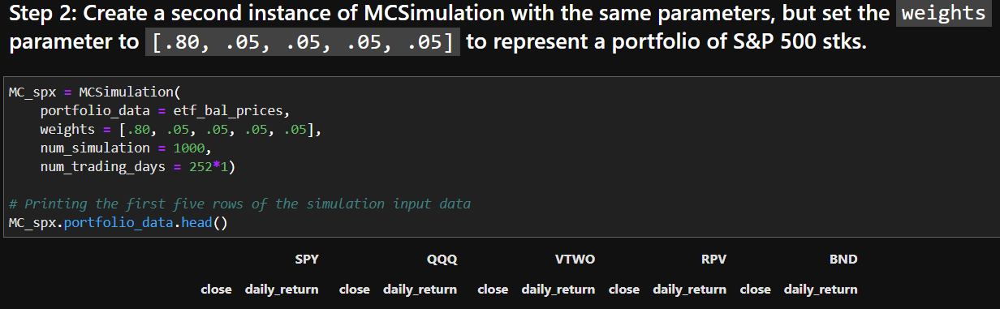 Step 2: Create a second instance of MCSimulation with the same parameters, but set the weights
parameter to [.80, .05, .05, .05, .05] to represent a portfolio of S&P 500 stks.
MC_spx = MCSimulation(
    portfolio_data = etf_bal_prices,
    weights = [.80, .05, .05, .05, .05],
    num_simulation = 1000,
    num_trading_days = 252*1)
# Printing the first five rows of the simulation input data
MC_spx.portfolio_data.head()
SPY QQQ VTWO RPV BND
close daily_return close daily_return close daily_return close daily_return close daily_return